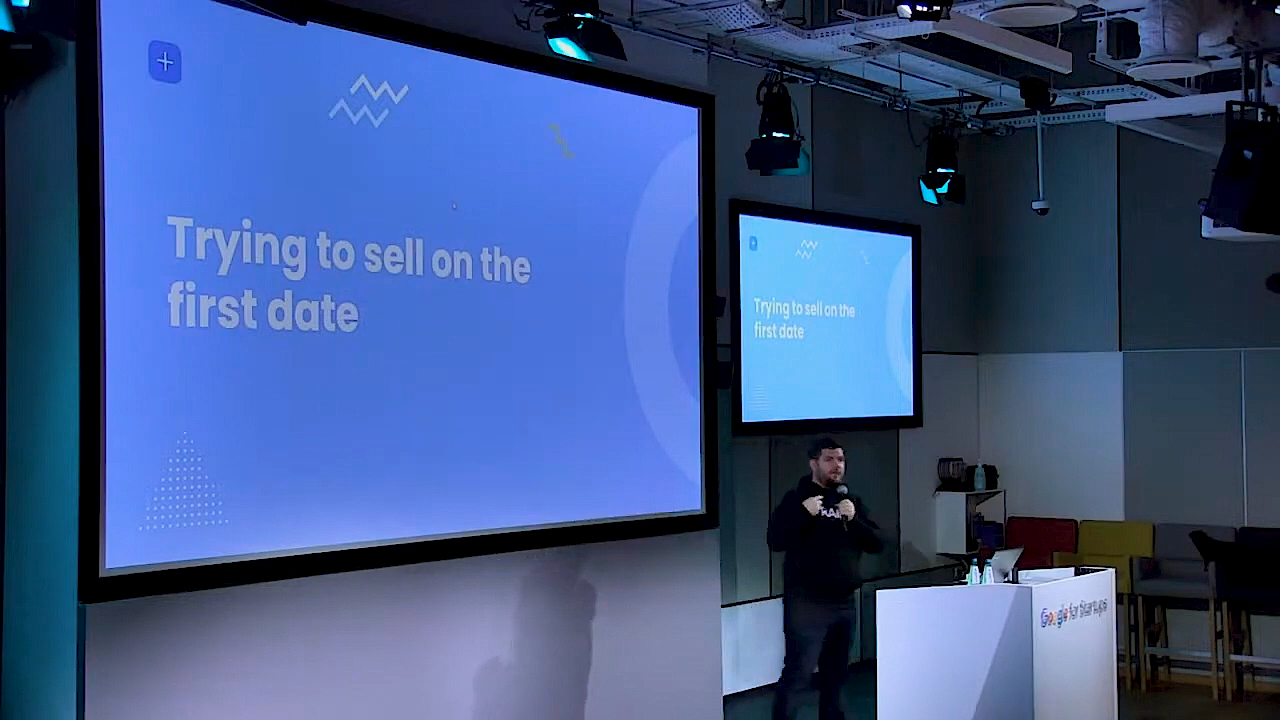 Trying to sell on the
first date
Trying to sell on the
first date
Google for Startups